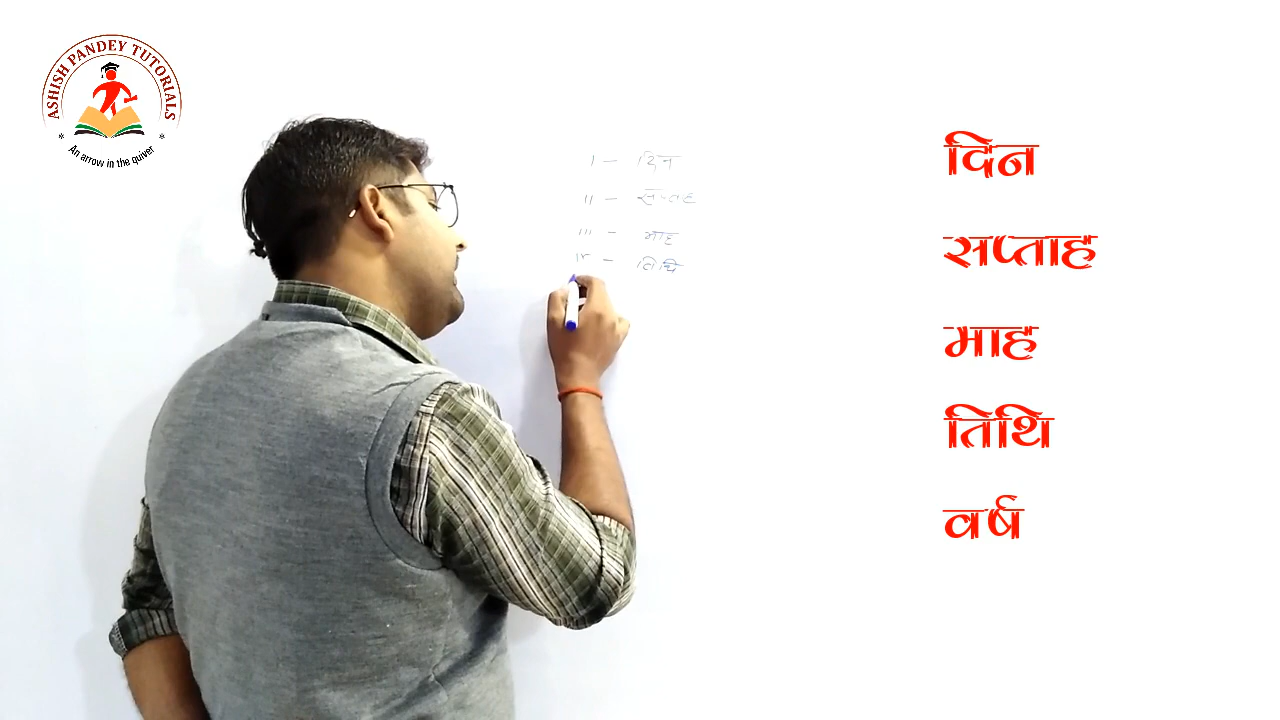 ASHISH PANDEY TUTORIALS
An arrow in the quiver
I – दिन
II – सप्ताह
III – माह
IV – तिथि
दिन
सप्ताह
माह
तिथि
वर्ष